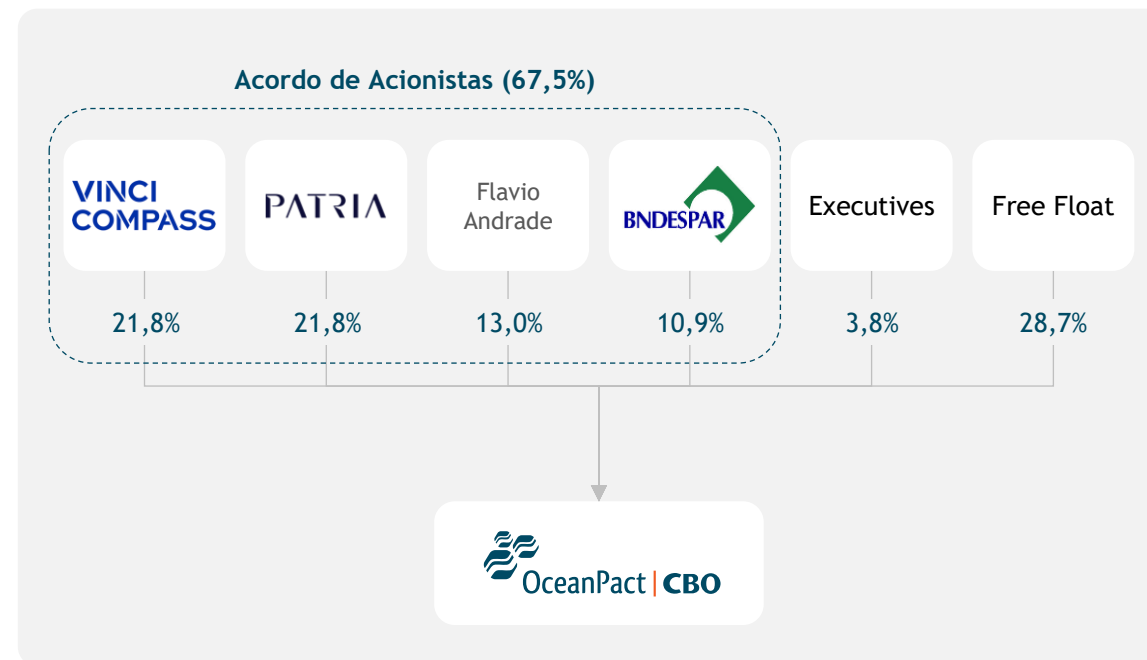 Acordo de Acionistas (67,5%)
VINCI
COMPASS
PATRIA
Flavio
Andrade
BNDESPAR
Executives
Free Float
21,8%
21,8%
13,0%
10,9%
3,8%
28,7%
OceanPact | CBO